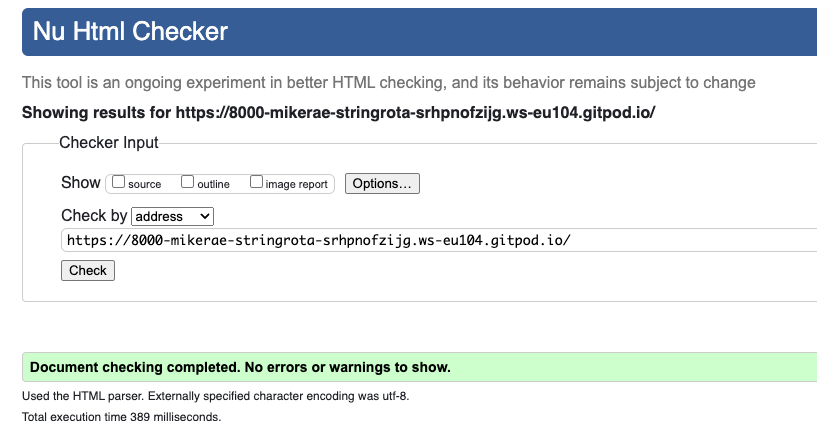 Nu Html Checker
This tool is an ongoing experiment in better HTML checking, and its behavior remains subject to change
Showing results for https://8000-mikerae-stringrota-srhpnofzijg.ws-eu104.gitpod.io/
Checker Input
Show source outline image report Options...
Check by address
https://8000-mikerae-stringrota-srhpnofzijg.ws-eu104.gitpod.io/
Check
Document checking completed. No errors or warnings to show.
Used the HTML parser. Externally specified character encoding was utf-8.
Total execution time 389 milliseconds.